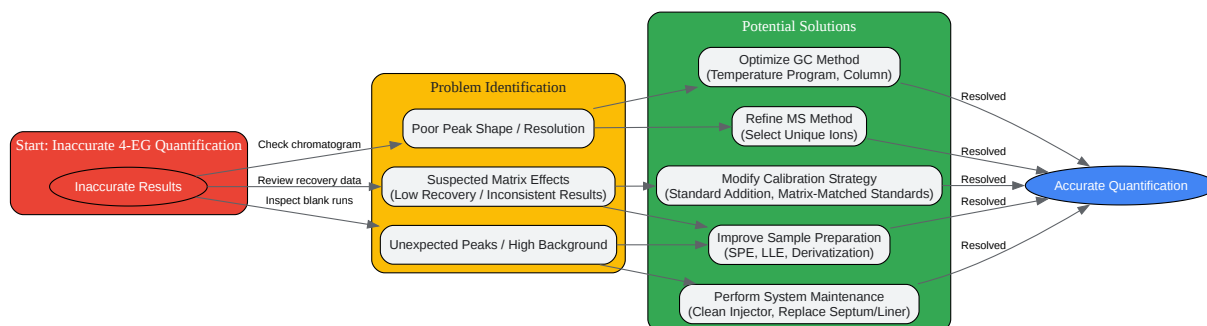 Start: Inaccurate 4-EG Quantification
Inaccurate Results
Check chromatogram
Review recovery data
Inspect blank runs
Problem Identification
Poor Peak Shape / Resolution
Suspected Matrix Effects
(Low Recovery / Inconsistent Results)
Unexpected Peaks / High Background
Potential Solutions
Optimize GC Method
(Temperature Program, Column)
Refine MS Method
(Select Unique Ions)
Modify Calibration Strategy
(Standard Addition, Matrix-Matched Standards)
Improve Sample Preparation
(SPE, LLE, Derivatization)
Perform System Maintenance
(Clean Injector, Replace Septum/Liner)
Resolved
Resolved
Resolved
Resolved
Resolved
Accurate Quantification